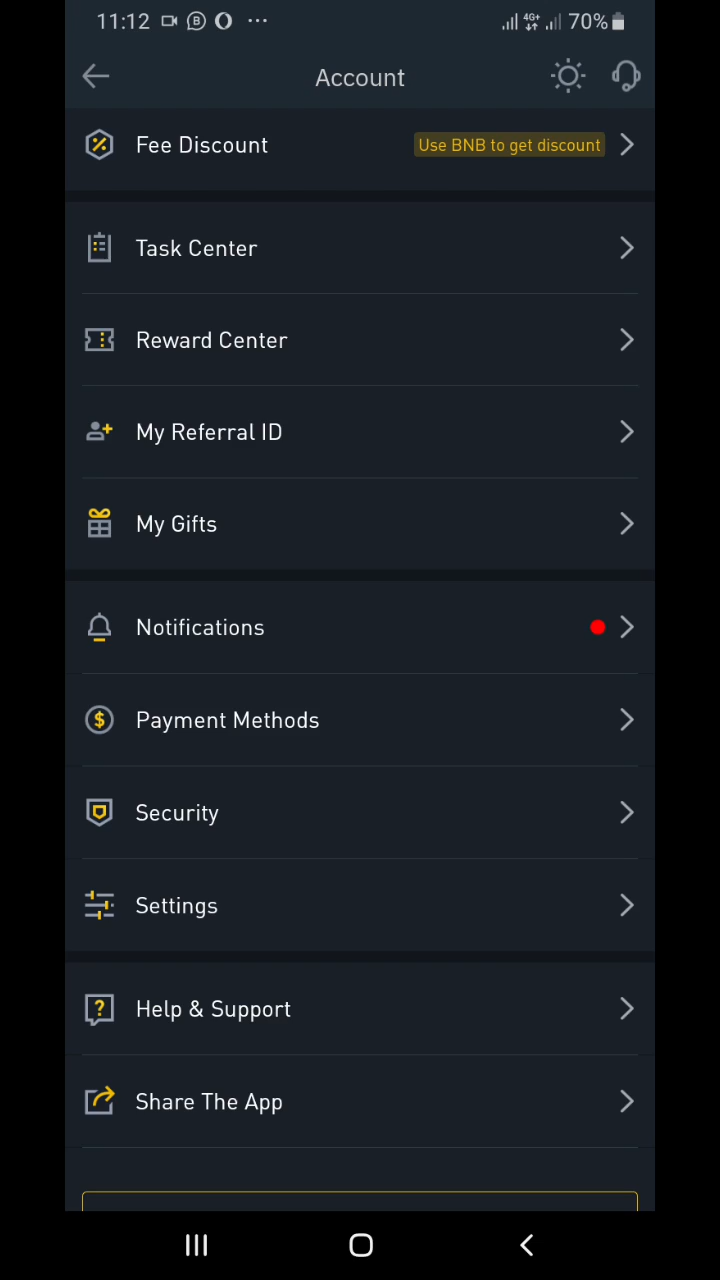 11:12 B ... 4G+ 70%
Account
Fee Discount Use BNB to get discount
Task Center
Reward Center
My Referral ID
My Gifts
Notifications
$ Payment Methods
Security
Settings
? Help & Support
Share The App